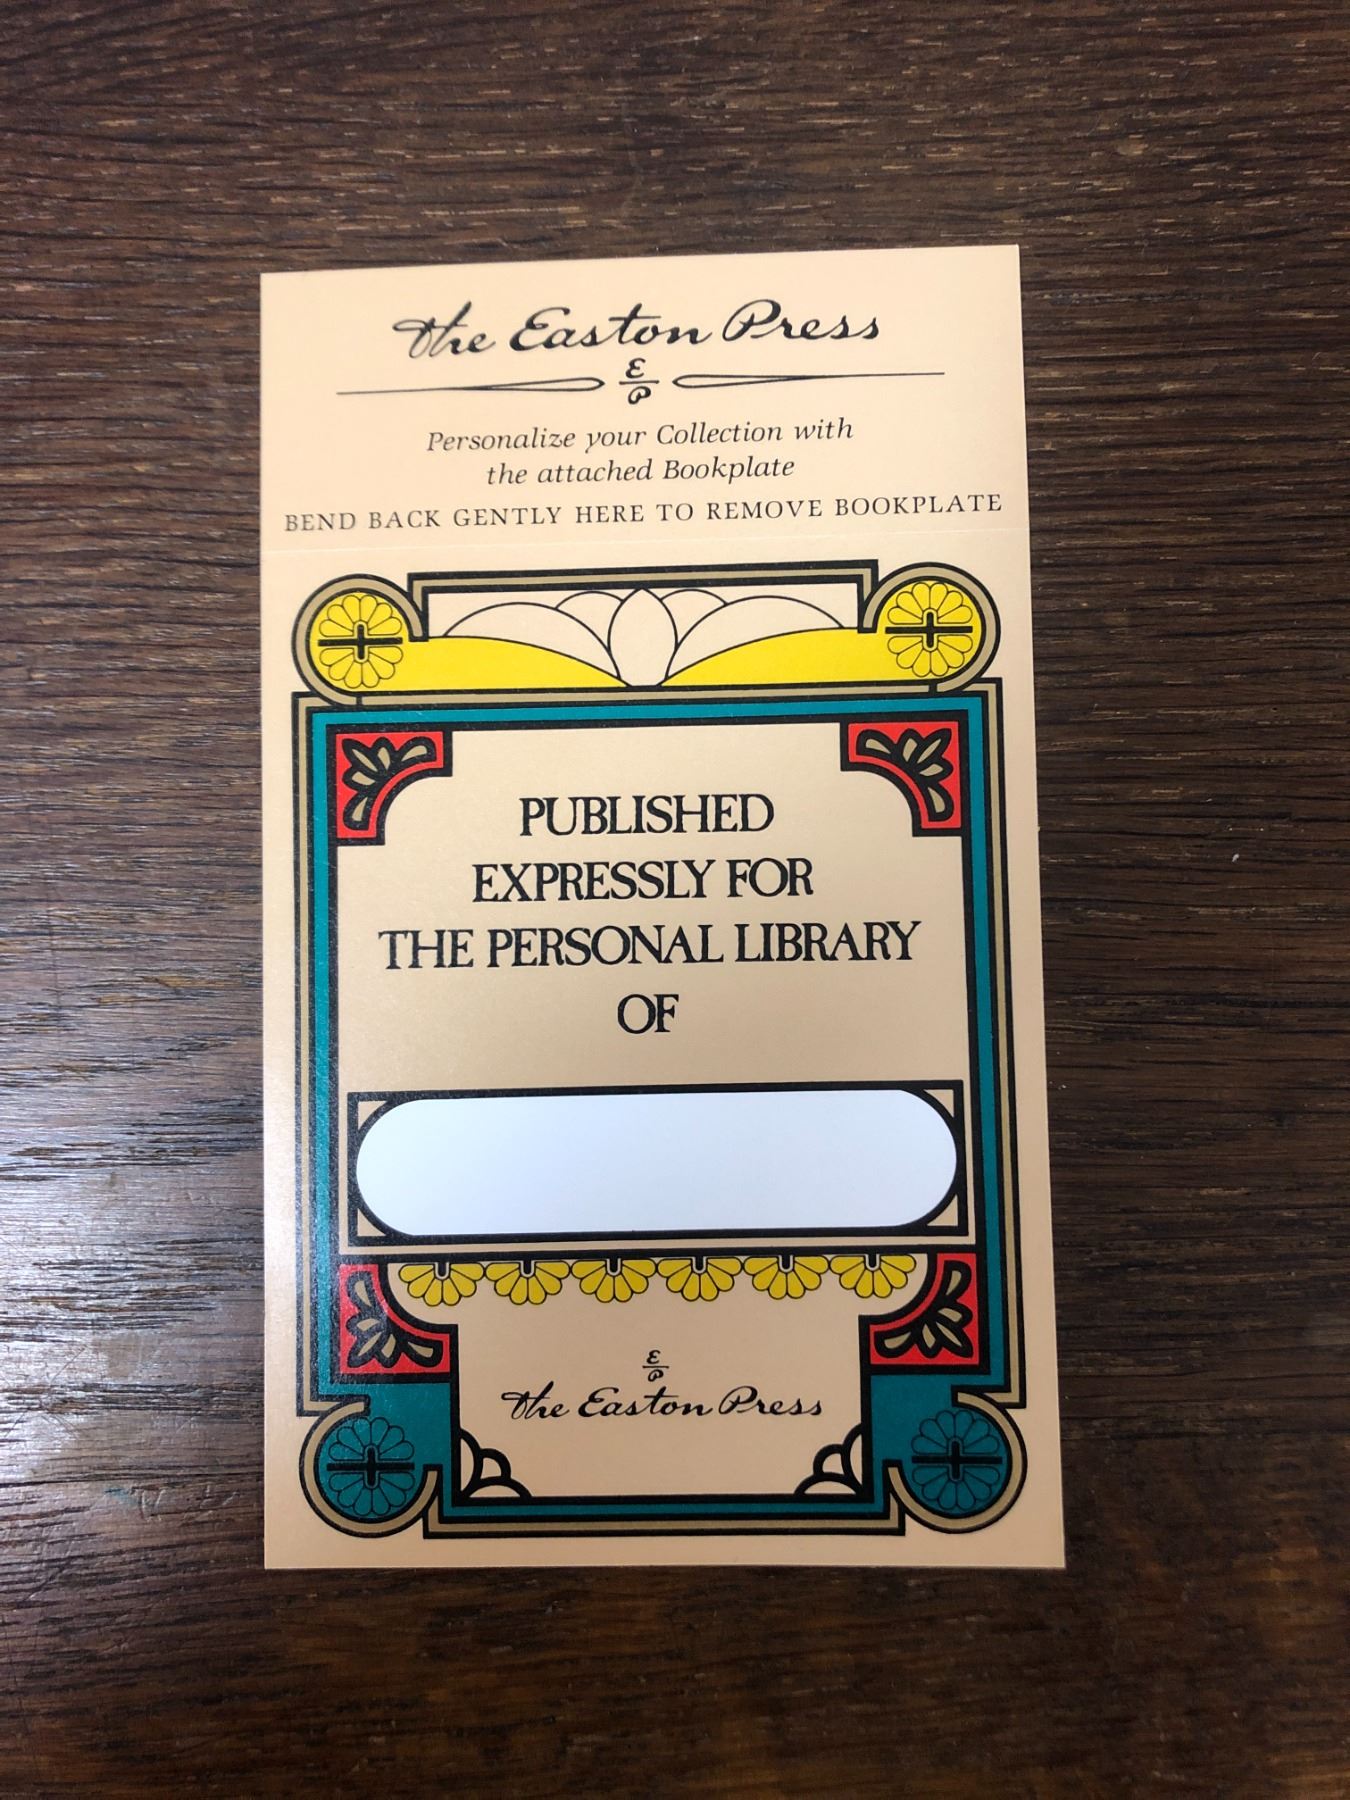 The Easton Press
E
P
Personalize your Collection with
the attached Bookplate
BEND BACK GENTLY HERE TO REMOVE BOOKPLATE
PUBLISHED
EXPRESSLY FOR
THE PERSONAL LIBRARY
OF
E
P
The Easton Press